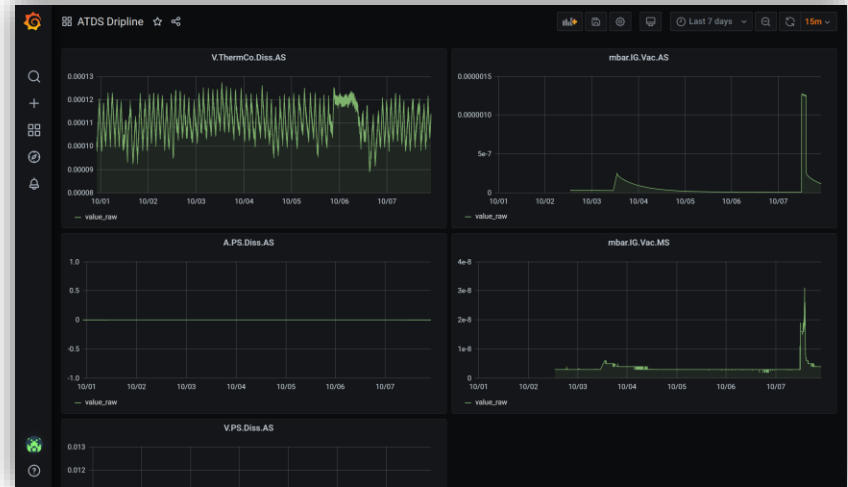 ATDS Dripline
Last 7 days
15m
V.ThermCo.Diss.AS
0.00013
0.00012
0.00011
0.00010
0.00009
0.00008
10/01 10/02 10/03 10/04 10/05 10/06 10/07
value_raw
mbar.IG.Vac.AS
0.0000015
0.0000010
5e-7
0
10/01 10/02 10/03 10/04 10/05 10/06 10/07
value_raw
A.PS.Diss.AS
1.0
0.5
0
-0.5
-1.0
10/01 10/02 10/03 10/04 10/05 10/06 10/07
value_raw
mbar.IG.Vac.MS
4e-8
3e-8
2e-8
1e-8
0
10/01 10/02 10/03 10/04 10/05 10/06 10/07
value_raw
V.PS.Diss.AS
0.013
0.012